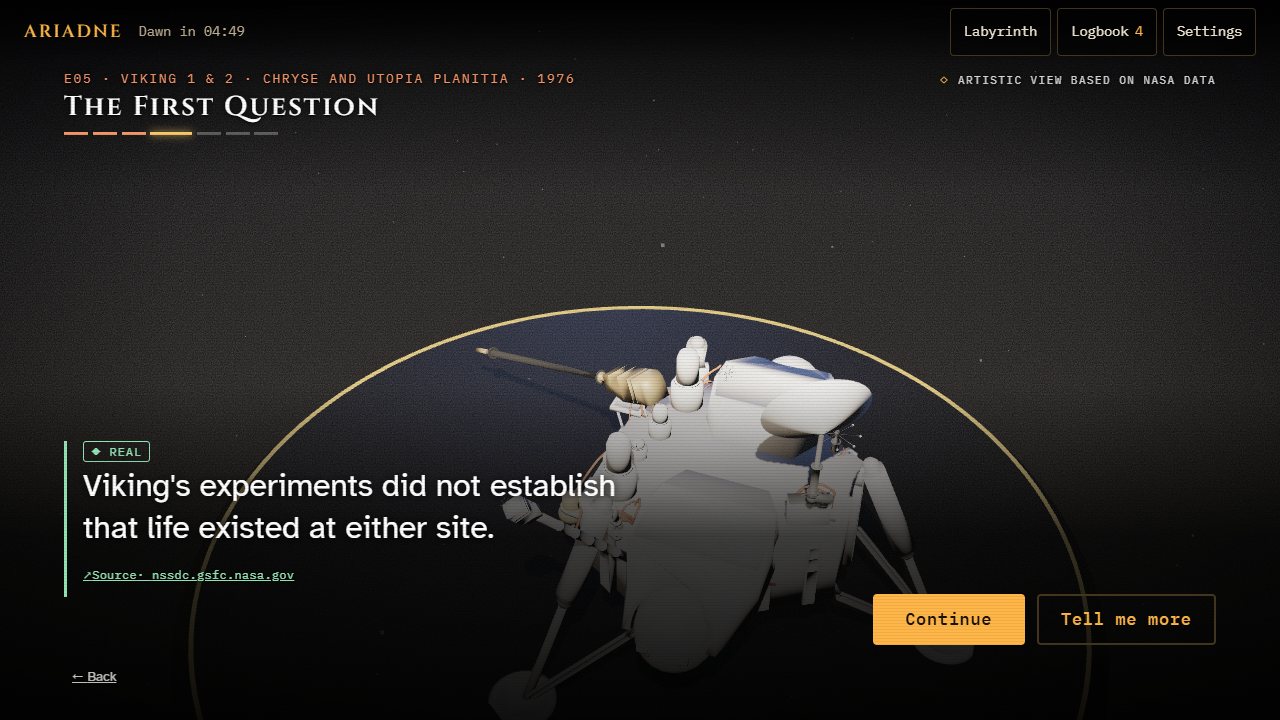 ARIADNE Dawn in 04:49 Labyrinth Logbook 4 Settings
E05 · VIKING 1 & 2 · CHRYSE AND UTOPIA PLANITIA · 1976
◇ ARTISTIC VIEW BASED ON NASA DATA
The First Question
◆ REAL
Viking's experiments did not establish
that life existed at either site.
↗Source· nssdc.gsfc.nasa.gov
Continue Tell me more
← Back